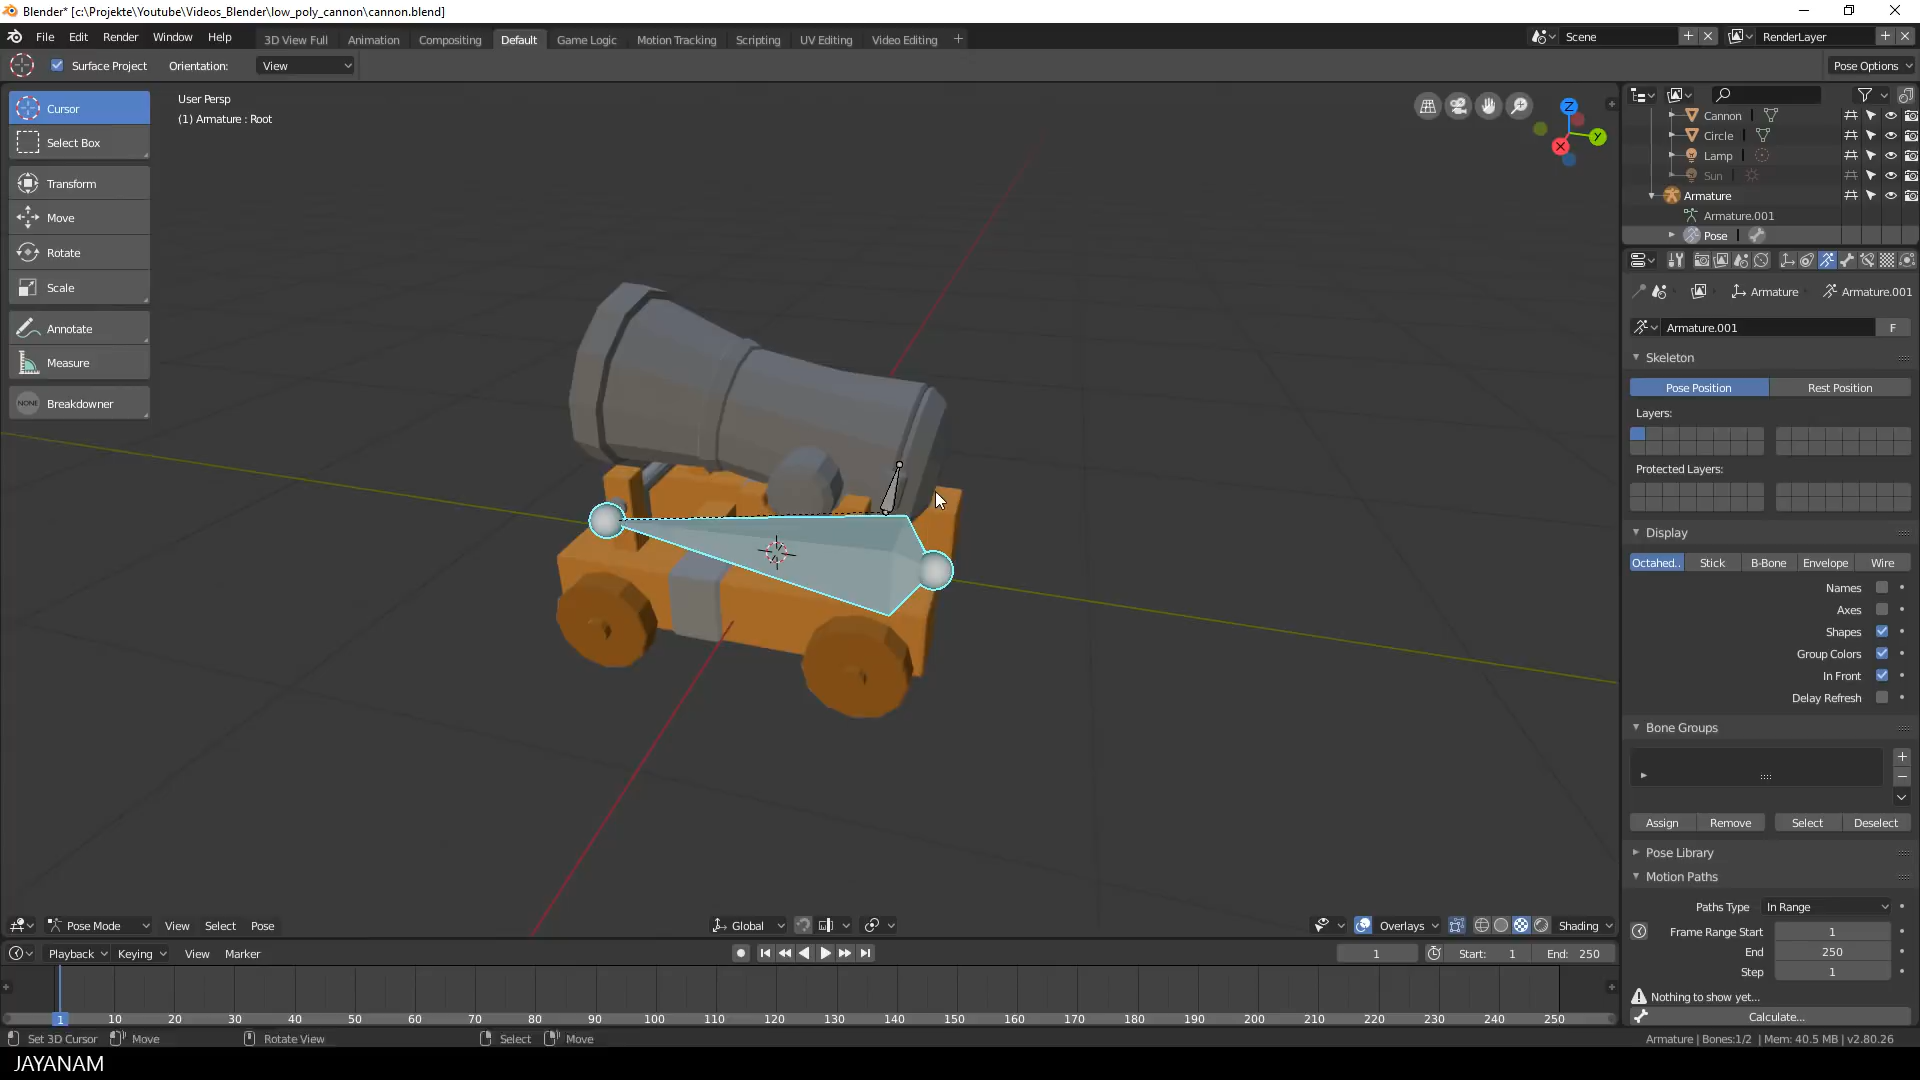 Blender* [c:\Projekte\Youtube\Videos_Blender\low_poly_cannon\cannon.blend]
File Edit Render Window Help 3D View Full Animation Compositing Default Game Logic Motion Tracking Scripting UV Editing Video Editing + Scene RenderLayer
Surface Project Orientation: View Pose Options
Cursor
Select Box
Transform
Move
Rotate
Scale
Annotate
Measure
NONE Breakdowner
User Persp
(1) Armature : Root
Z
Y
X
Cannon
Circle
Lamp
Sun
Armature
Armature.001
Pose
Armature Armature.001
Armature.001 F
Skeleton
Pose Position Rest Position
Layers:
Protected Layers:
Display
Octahed.. Stick B-Bone Envelope Wire
Names
Axes
Shapes
Group Colors
In Front
Delay Refresh
Bone Groups
Assign Remove Select Deselect
Pose Library
Motion Paths
Paths Type In Range
Frame Range Start 1
End 250
Step 1
Nothing to show yet...
Calculate...
Pose Mode View Select Pose Global Overlays Shading
Playback Keying View Marker 1 Start: 1 End: 250
1 10 20 30 40 50 60 70 80 90 100 110 120 130 140 150 160 170 180 190 200 210 220 230 240 250
Set 3D Cursor Move Rotate View Select Move Armature | Bones:1/2 | Mem: 40.5 MB | v2.80.26
JAYANAM